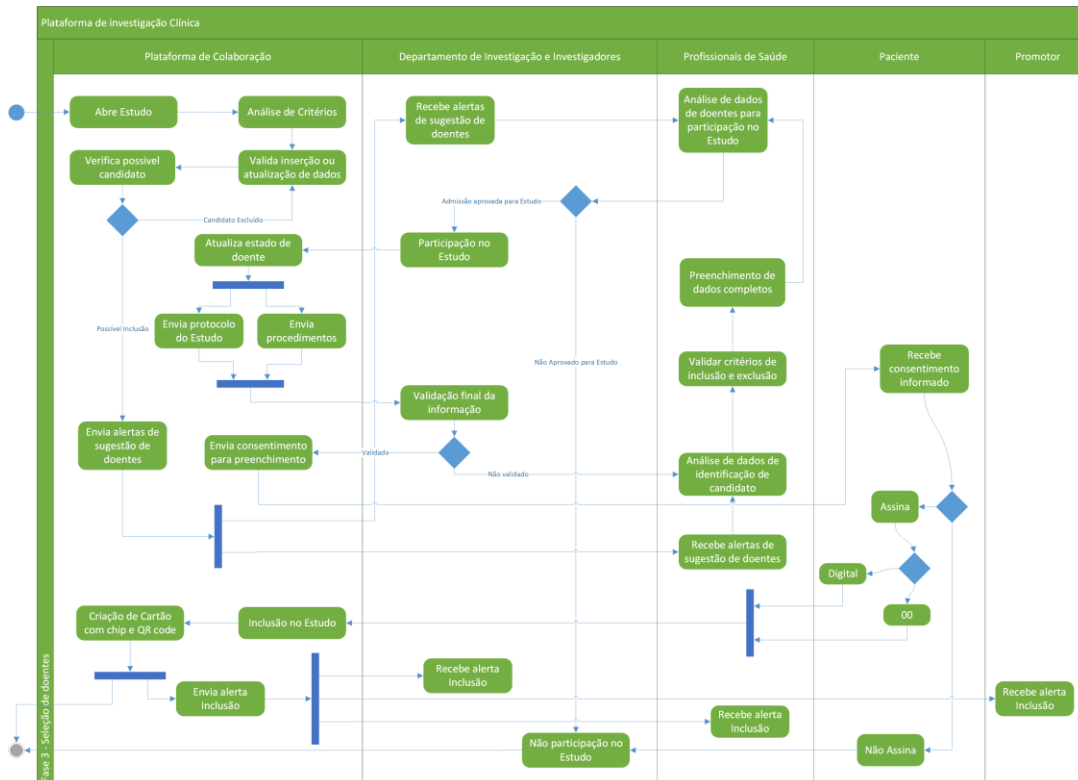 Plataforma de investigação Clínica
Plataforma de Colaboração
Departamento de Investigação e Investigadores
Profissionais de Saúde
Paciente
Promotor
Fase 3 - Seleção de doentes
Abre Estudo
Análise de Critérios
Recebe alertas
de sugestão de
doentes
Análise de dados
de doentes para
participação no
Estudo
Verifica possivel
candidato
Valida inserção ou
atualização de dados
Candidato Excluído
Admissão aprovada para Estudo
Atualiza estado de
doente
Participação no
Estudo
Preenchimento de
dados completos
Possível Inclusão
Envia protocolo
do Estudo
Envia
procedimentos
Não Aprovado para Estudo
Validar critérios de
inclusão e exclusão
Recebe
consentimento
informado
Validação final da
informação
Envia alertas de
sugestão de
doentes
Envia consentimento
para preenchimento
Validado
Não validado
Análise de dados de
identificação de
candidato
Assina
Recebe alertas de
sugestão de doentes
Digital
00
Criação de Cartão
com chip e QR code
Inclusão no Estudo
Envia alerta
Inclusão
Recebe alerta
Inclusão
Recebe alerta
Inclusão
Recebe alerta
Inclusão
Não participação no
Estudo
Não Assina